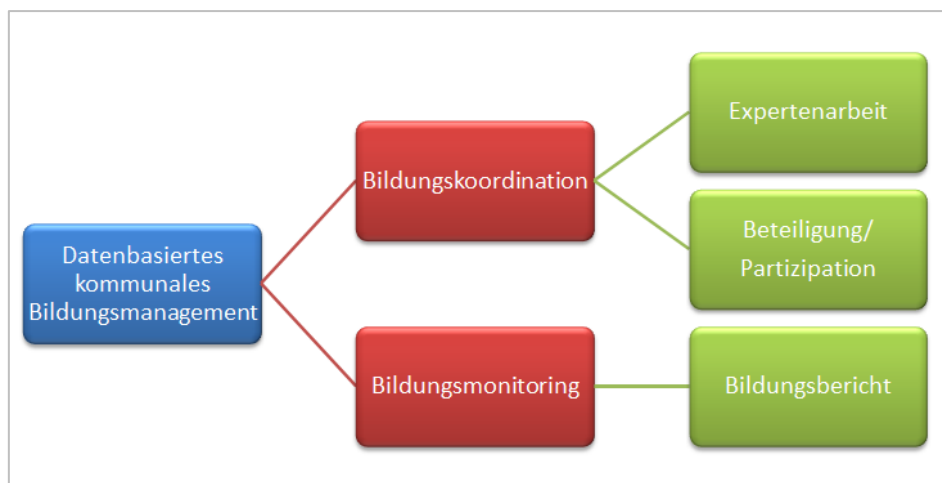 Datenbasiertes
kommunales
Bildungsmanagement
Bildungskoordination
Bildungsmonitoring
Expertenarbeit
Beteiligung/
Partizipation
Bildungsbericht